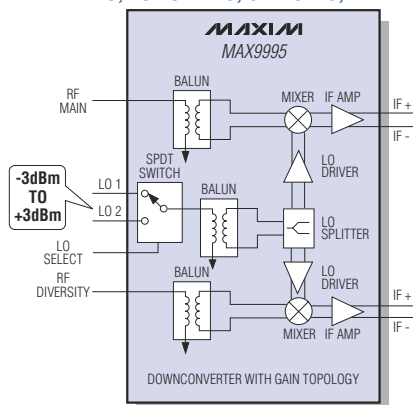 MAXIM
MAX9995
BALUN
RF
MAIN
MIXER
IF AMP
IF +
IF -
-3dBm
TO
+3dBm
LO 1
LO 2
SPDT
SWITCH
BALUN
LO
DRIVER
LO
SPLITTER
LO
SELECT
RF
DIVERSITY
BALUN
LO
DRIVER
MIXER
IF AMP
IF +
IF -
DOWNCONVERTER WITH GAIN TOPOLOGY